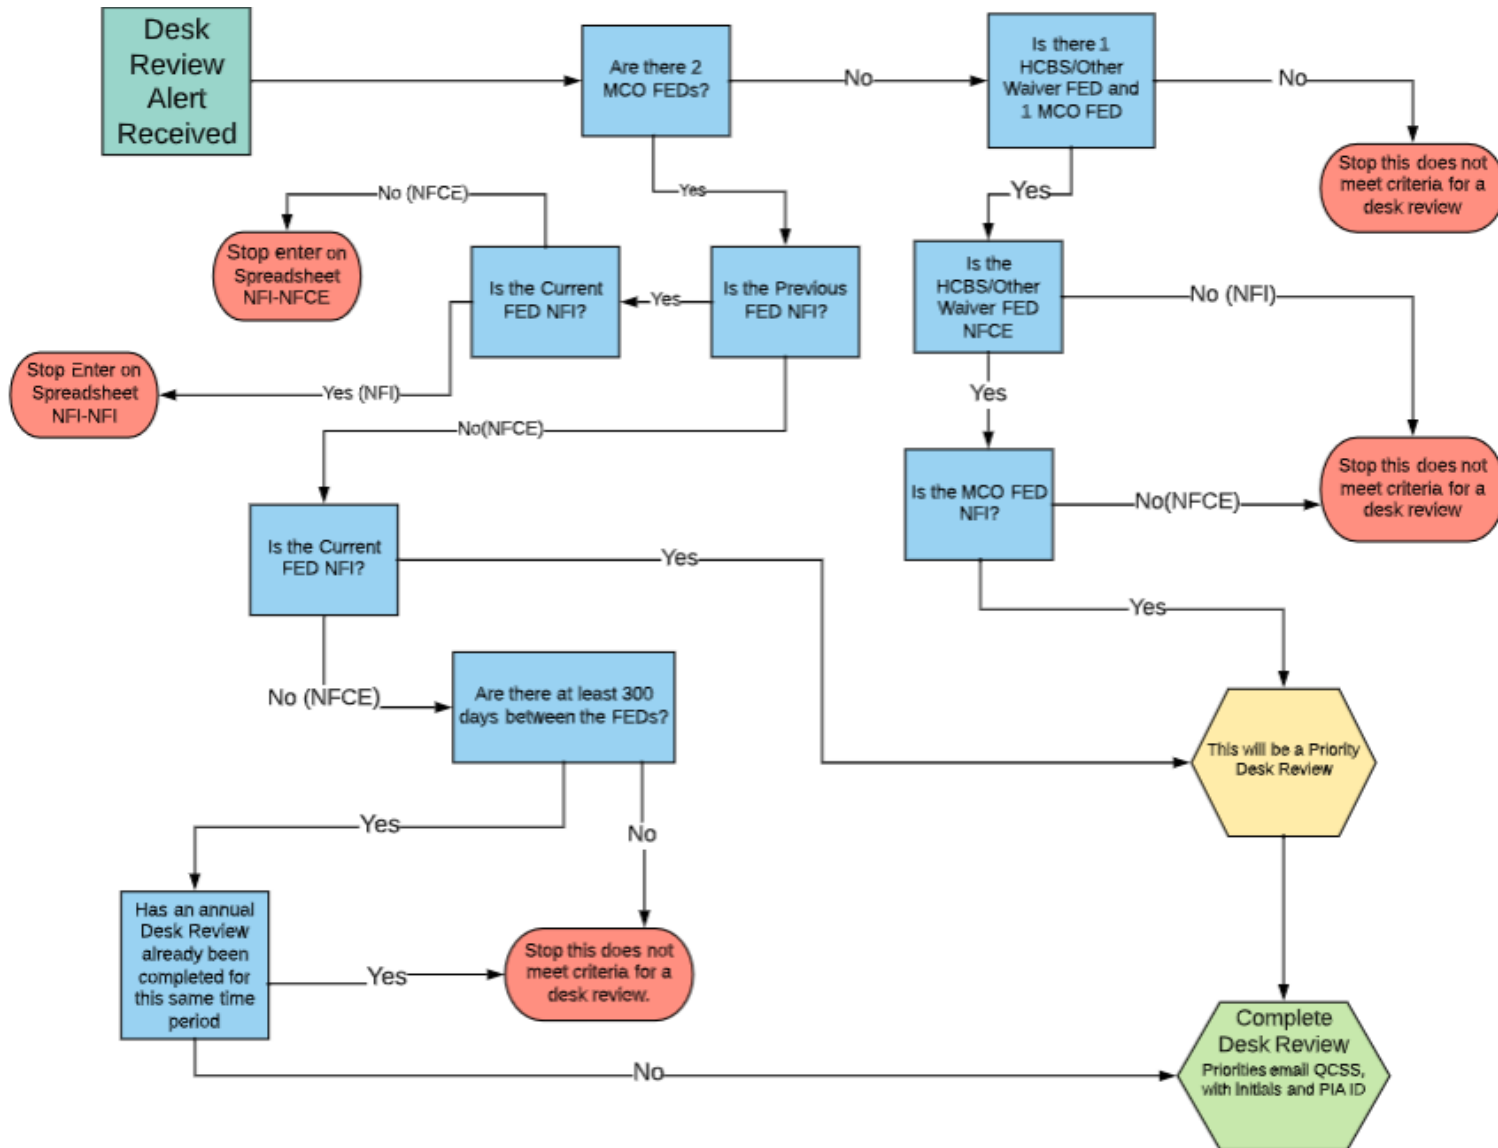 Desk
Review
Alert
Received
Are there 2
MCO FEDs?
No
Is there 1
HCBS/Other
Waiver FED and
1 MCO FED
No
Stop this does not
meet criteria for a
desk review
Yes
Yes
No (NFCE)
Stop enter on
Spreadsheet
NFI-NFCE
Is the Current
FED NFI?
Yes
Is the Previous
FED NFI?
Is the
HCBS/Other
Waiver FED
NFCE
No (NFI)
Stop Enter on
Spreadsheet
NFI-NFI
Yes (NFI)
No(NFCE)
Yes
Is the MCO FED
NFI?
No(NFCE)
Stop this does not
meet criteria for a
desk review
Is the Current
FED NFI?
Yes
Yes
No (NFCE)
Are there at least 300
days between the FEDs?
This will be a Priority
Desk Review
Yes
No
Has an annual
Desk Review
already been
completed for
this same time
period
Yes
Stop this does not
meet criteria for a
desk review.
No
Complete
Desk Review
Priorities email QCSS,
with initials and PIA ID